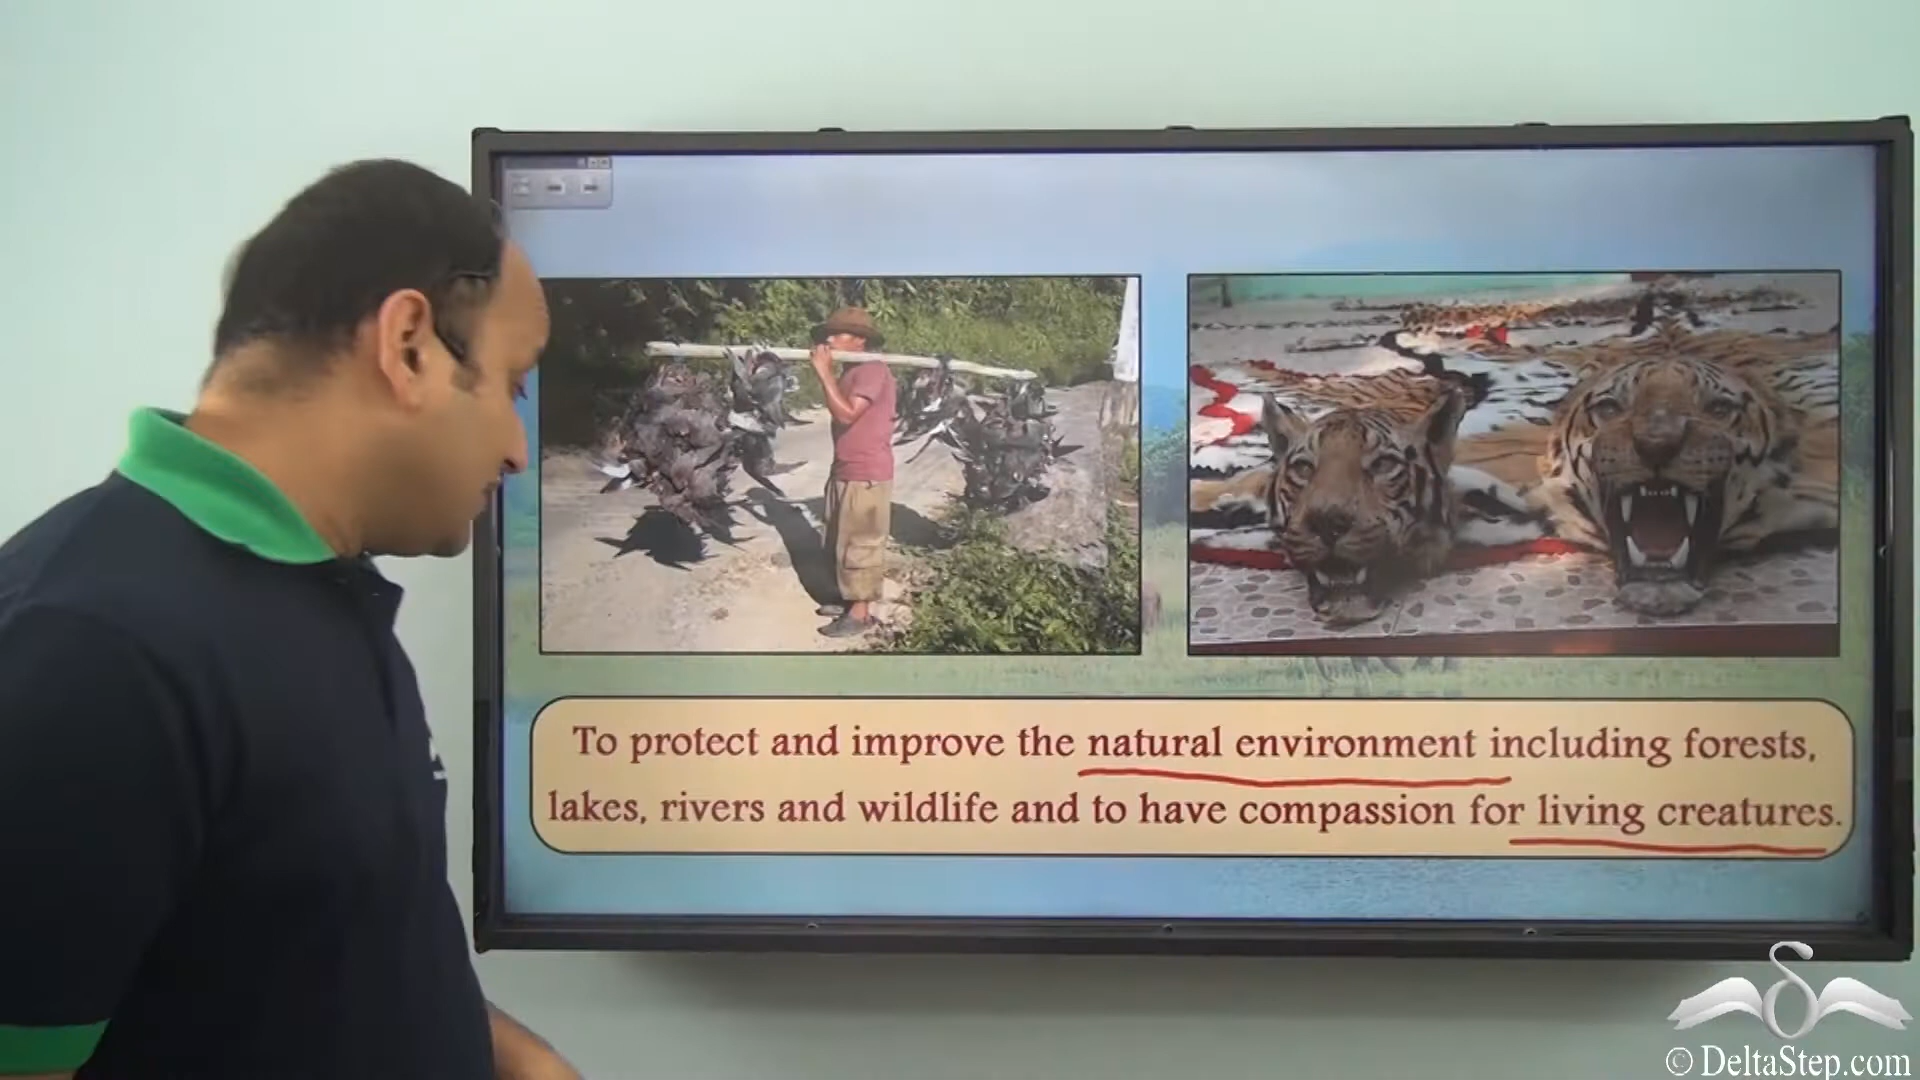 To protect and improve the natural environment including forests,
lakes, rivers and wildlife and to have compassion for living creatures.
© DeltaStep.com